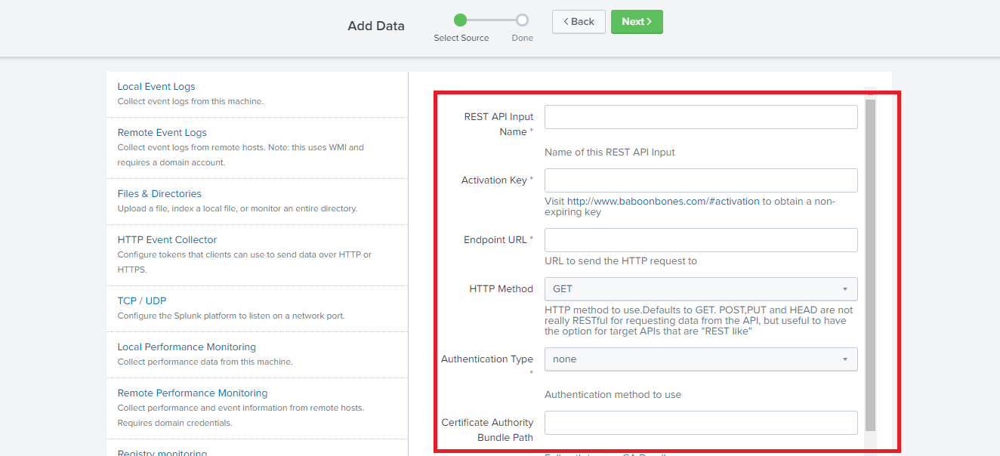 Add Data
Select Source
Done
< Back
Next >
Local Event Logs
Collect event logs from this machine.
Remote Event Logs
Collect event logs from remote hosts. Note: this uses WMI and
requires a domain account.
Files & Directories
Upload a file, index a local file, or monitor an entire directory.
HTTP Event Collector
Configure tokens that clients can use to send data over HTTP or
HTTPS.
TCP / UDP
Configure the Splunk platform to listen on a network port.
Local Performance Monitoring
Collect performance data from this machine.
Remote Performance Monitoring
Collect performance and event information from remote hosts.
Requires domain credentials.
Registry monitoring
REST API Input
Name *
Name of this REST API Input
Activation Key *
Visit http://www.baboonbones.com/#activation to obtain a non-
expiring key
Endpoint URL *
URL to send the HTTP request to
HTTP Method
GET
HTTP method to use.Defaults to GET. POST,PUT and HEAD are not
really RESTful for requesting data from the API, but useful to have
the option for target APIs that are "REST like"
Authentication Type
*
none
Authentication method to use
Certificate Authority
Bundle Path